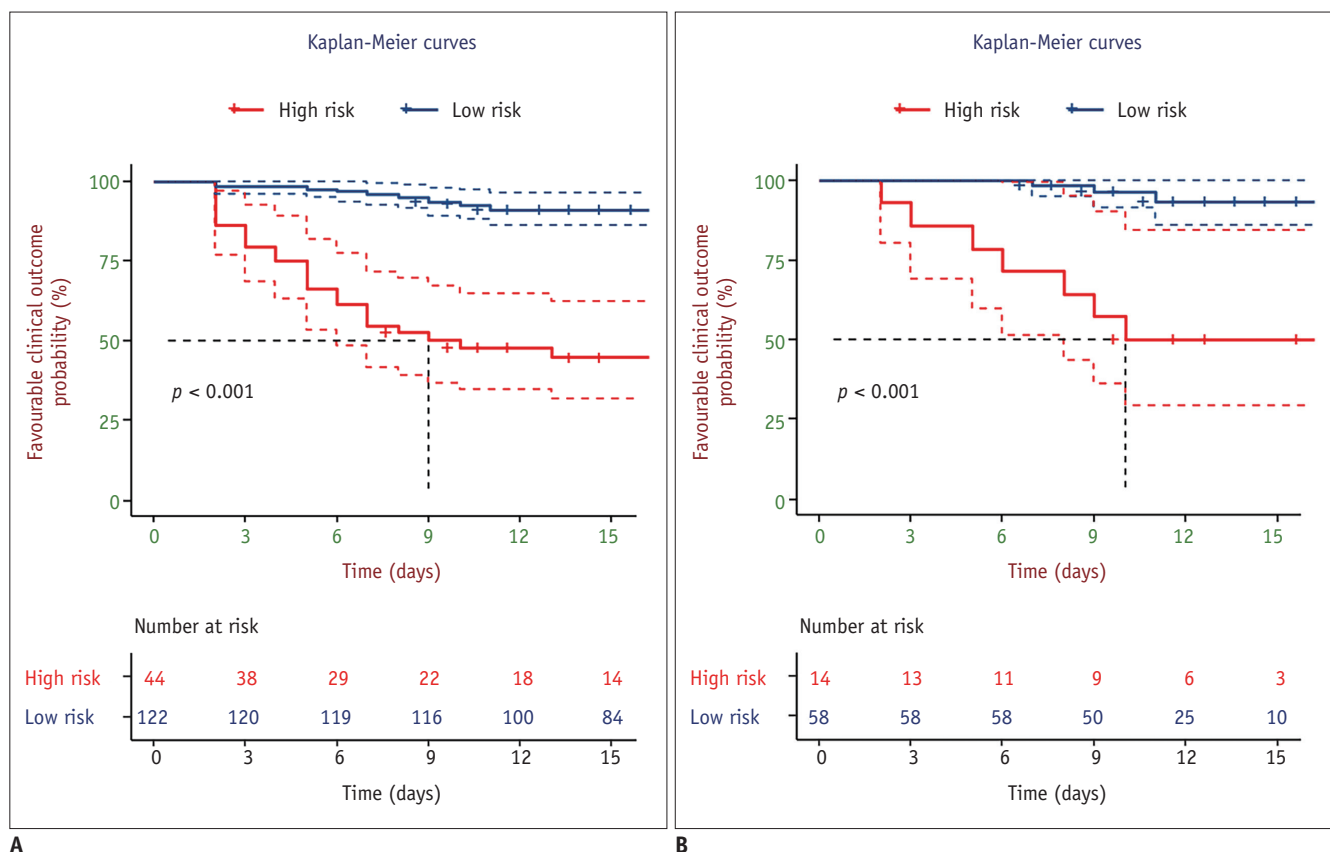 Kaplan-Meier curves
High risk
Low risk
Favourable clinical outcome
probability (%)
100
75
50
25
0
p < 0.001
0 3 6 9 12 15
Time (days)
Number at risk
High risk 44 38 29 22 18 14
Low risk 122 120 119 116 100 84
0 3 6 9 12 15
Time (days)
A
Kaplan-Meier curves
High risk
Low risk
Favourable clinical outcome
probability (%)
100
75
50
25
0
p < 0.001
0 3 6 9 12 15
Time (days)
Number at risk
High risk 14 13 11 9 6 3
Low risk 58 58 58 50 25 10
0 3 6 9 12 15
Time (days)
B